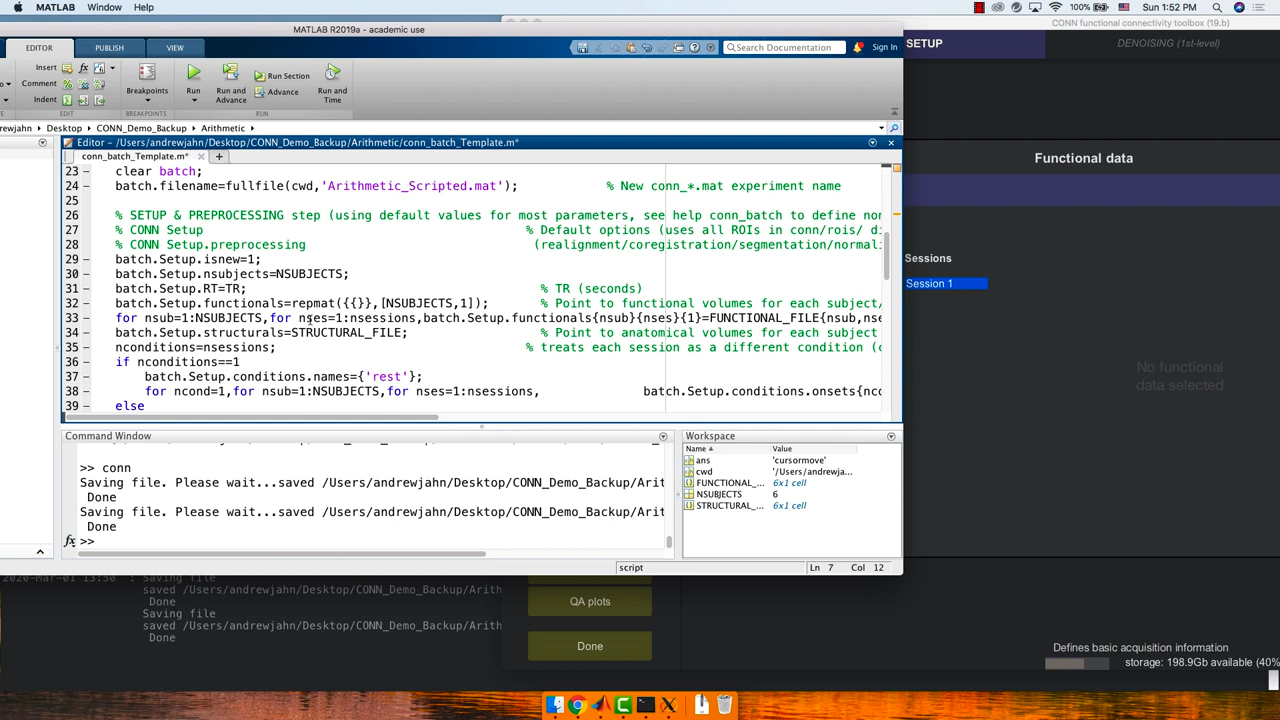 MATLAB Window Help
100% Sun 1:52 PM
CONN functional connectivity toolbox (19.b)
MATLAB R2019a - academic use
EDITOR PUBLISH VIEW
Search Documentation Sign In
SETUP DENOISING (1st-level)
Insert fx
Comment
Indent
Breakpoints Run Run and Advance Run Section Advance Run and Time
EDIT BREAKPOINTS RUN
rewjahn Desktop CONN_Demo_Backup Arithmetic
Editor - /Users/andrewjahn/Desktop/CONN_Demo_Backup/Arithmetic/conn_batch_Template.m*
conn_batch_Template.m* × +
23 – clear batch;
24 – batch.filename=fullfile(cwd,'Arithmetic_Scripted.mat'); % New conn_*.mat experiment name
25
26 % SETUP & PREPROCESSING step (using default values for most parameters, see help conn_batch to define non
27 % CONN Setup % Default options (uses all ROIs in conn/rois/ di
28 % CONN Setup.preprocessing (realignment/coregistration/segmentation/normali
29 – batch.Setup.isnew=1;
30 – batch.Setup.nsubjects=NSUBJECTS;
31 – batch.Setup.RT=TR; % TR (seconds)
32 – batch.Setup.functionals=repmat({{}},[NSUBJECTS,1]); % Point to functional volumes for each subject/
33 – for nsub=1:NSUBJECTS,for nses=1:nsessions,batch.Setup.functionals{nsub}{nses}{1}=FUNCTIONAL_FILE{nsub,nse
34 – batch.Setup.structurals=STRUCTURAL_FILE; % Point to anatomical volumes for each subject
35 – nconditions=nsessions; % treats each session as a different condition (c
36 – if nconditions==1
37 – batch.Setup.conditions.names={'rest'};
38 – for ncond=1,for nsub=1:NSUBJECTS,for nses=1:nsessions, batch.Setup.conditions.onsets{nco
39 – else
Functional data
Sessions
Session 1
No functional
data selected
Command Window
>> conn
Saving file. Please wait...saved /Users/andrewjahn/Desktop/CONN_Demo_Backup/Arit
Done
Saving file. Please wait...saved /Users/andrewjahn/Desktop/CONN_Demo_Backup/Arit
Done
fx >>
Workspace
Name Value
ans 'cursormove'
cwd '/Users/andrewja...
FUNCTIONAL_... 6x1 cell
NSUBJECTS 6
STRUCTURAL_... 6x1 cell
script Ln 7 Col 12
2020-Mar-01 13:50 : Saving file
saved /Users/andrewjahn/Desktop/CONN_Demo_Backup/Arith
Done
Saving file
saved /Users/andrewjahn/Desktop/CONN_Demo_Backup/Arith
Done
QA plots
Done
Defines basic acquisition information
storage: 198.9Gb available (40%